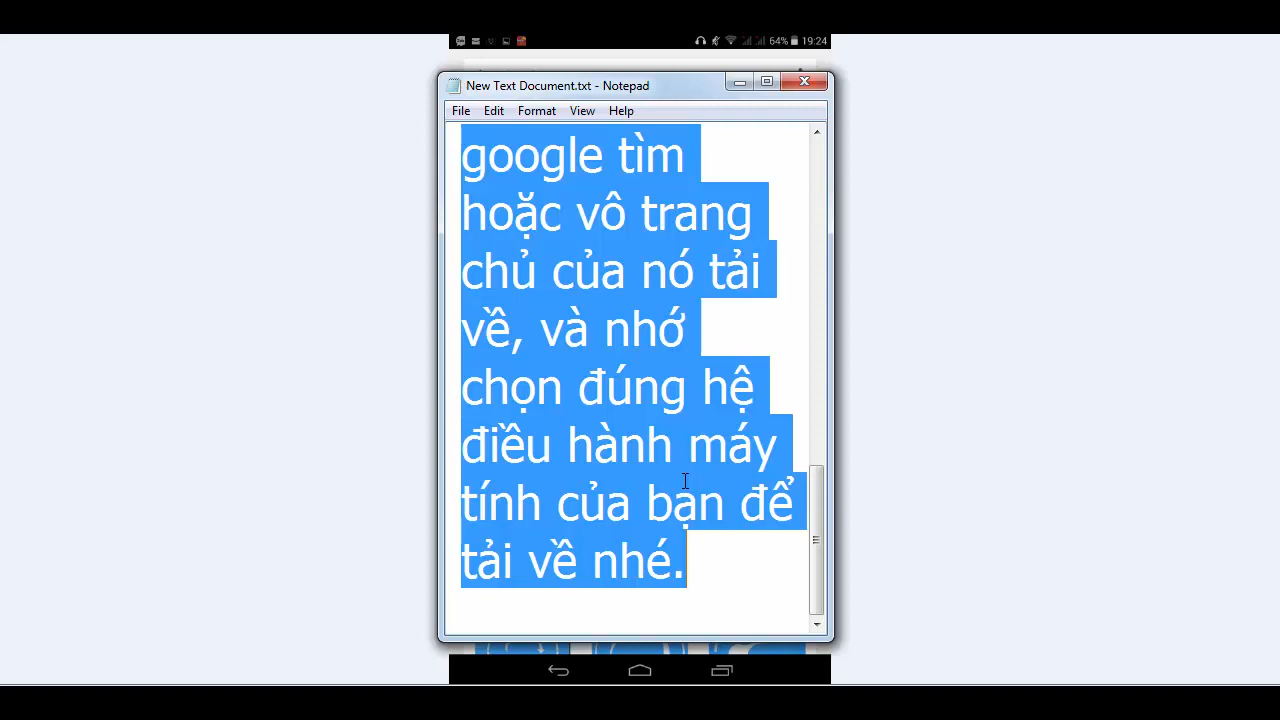 64% 19:24
New Text Document.txt - Notepad
File Edit Format View Help
google tìm
hoặc vô trang
chủ của nó tải
về, và nhớ
chọn đúng hệ
điều hành máy
tính của bạn để
tải về nhé.